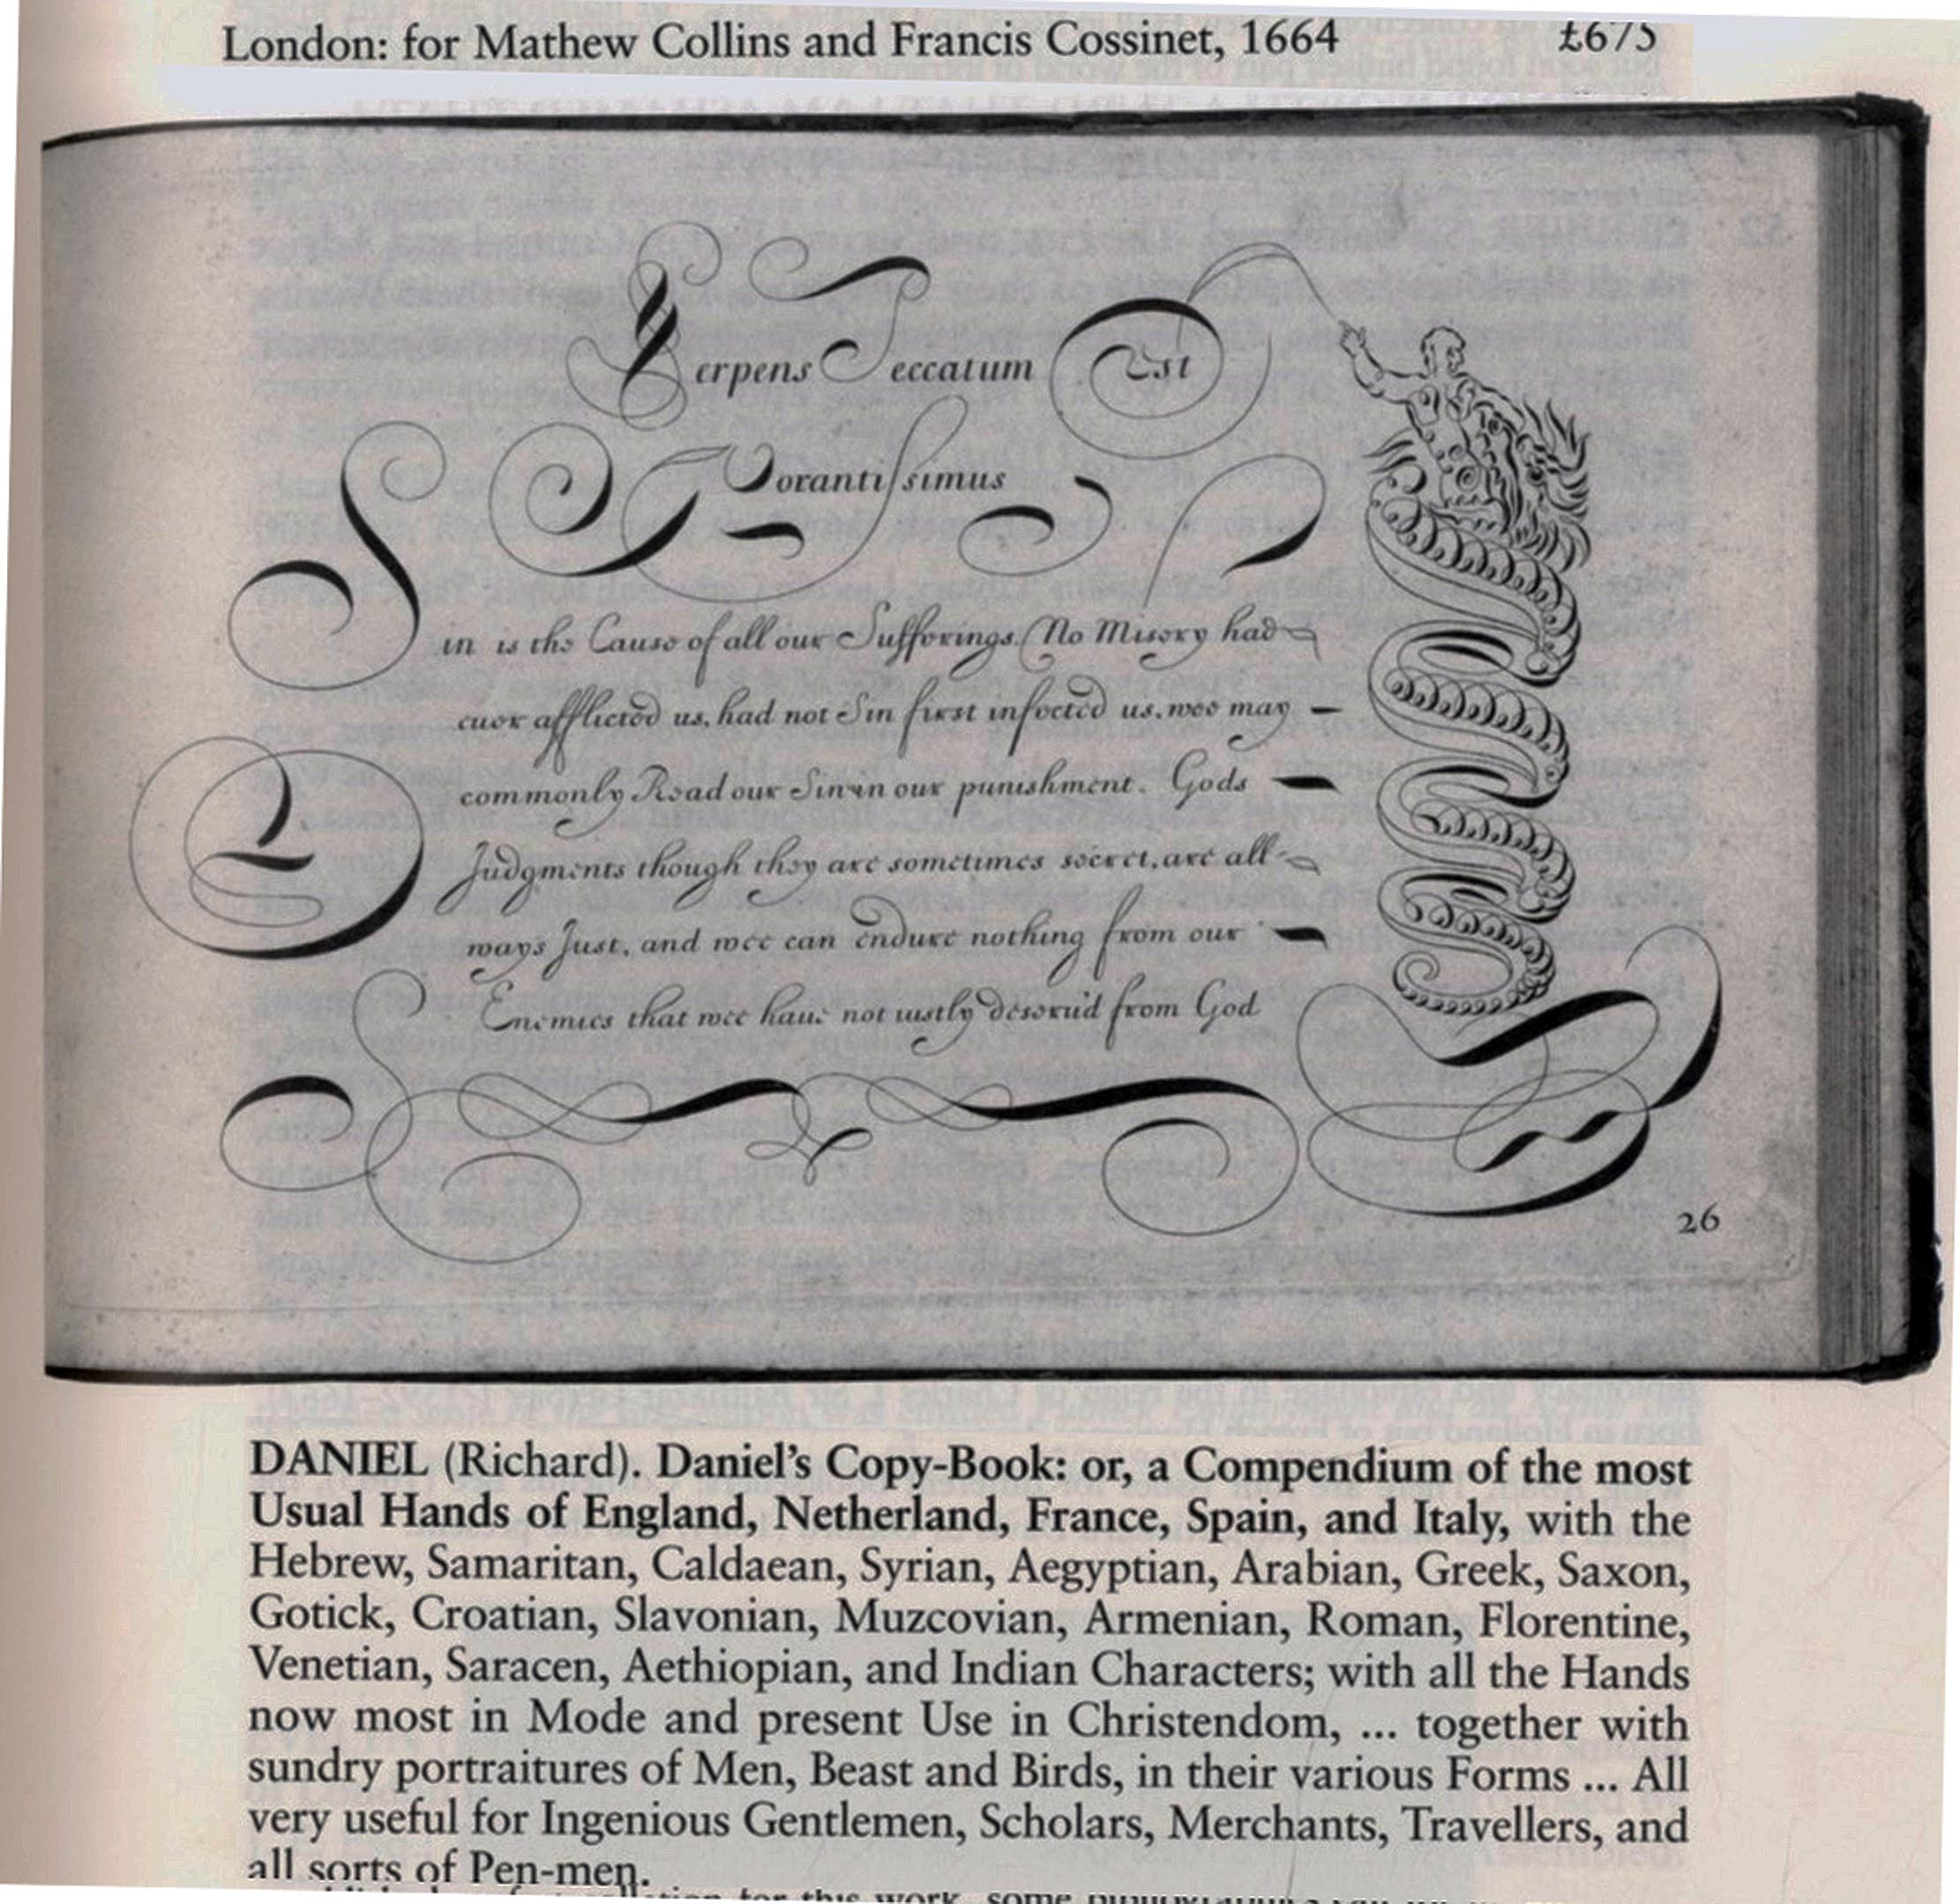 London: for Mathew Collins and Francis Cossinet, 1664 £675
Serpens Peccatum Est
Vorantissimus
Sin is the Cause of all our Sufferings. No Misery had
euer afflicted us, had not Sin first infected us. wee may
commonly Read our Sin in our punishment. Gods
Judgments though they are sometimes secret, are all
ways Just, and wee can endure nothing from our
Enemies that wee haue not iustly deseru'd from God
26
DANIEL (Richard). Daniel's Copy-Book: or, a Compendium of the most
Usual Hands of England, Netherland, France, Spain, and Italy, with the
Hebrew, Samaritan, Caldaean, Syrian, Aegyptian, Arabian, Greek, Saxon,
Gotick, Croatian, Slavonian, Muzcovian, Armenian, Roman, Florentine,
Venetian, Saracen, Aethiopian, and Indian Characters; with all the Hands
now most in Mode and present Use in Christendom, ... together with
sundry portraitures of Men, Beast and Birds, in their various Forms ... All
very useful for Ingenious Gentlemen, Scholars, Merchants, Travellers, and
all sorts of Pen-men.
for this work, some